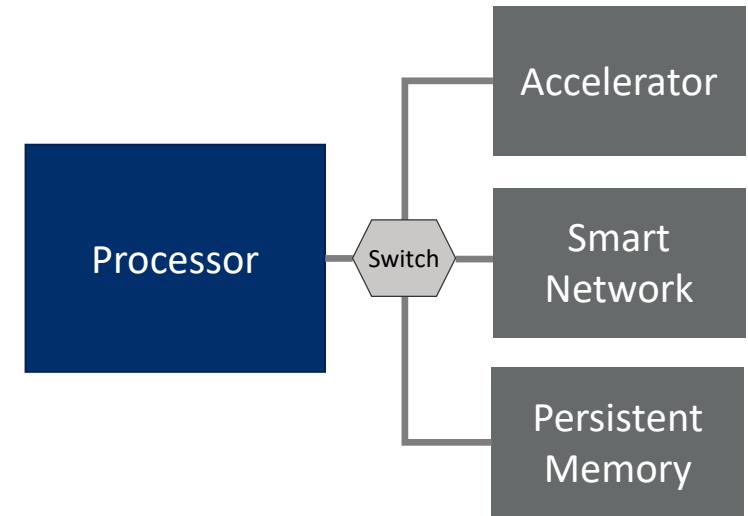 Accelerator
Processor
Switch
Smart
Network
Persistent
Memory